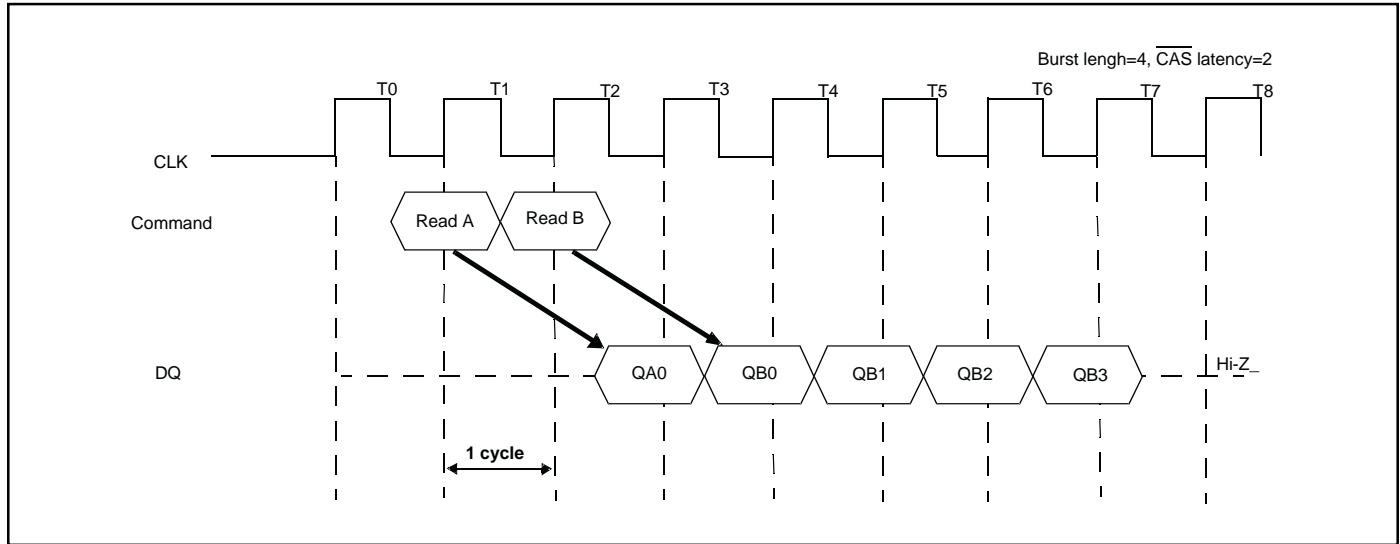 Burst lengh=4, CAS latency=2
T0 T1 T2 T3 T4 T5 T6 T7 T8
CLK
Command Read A Read B
DQ QA0 QB0 QB1 QB2 QB3 Hi-Z_
1 cycle